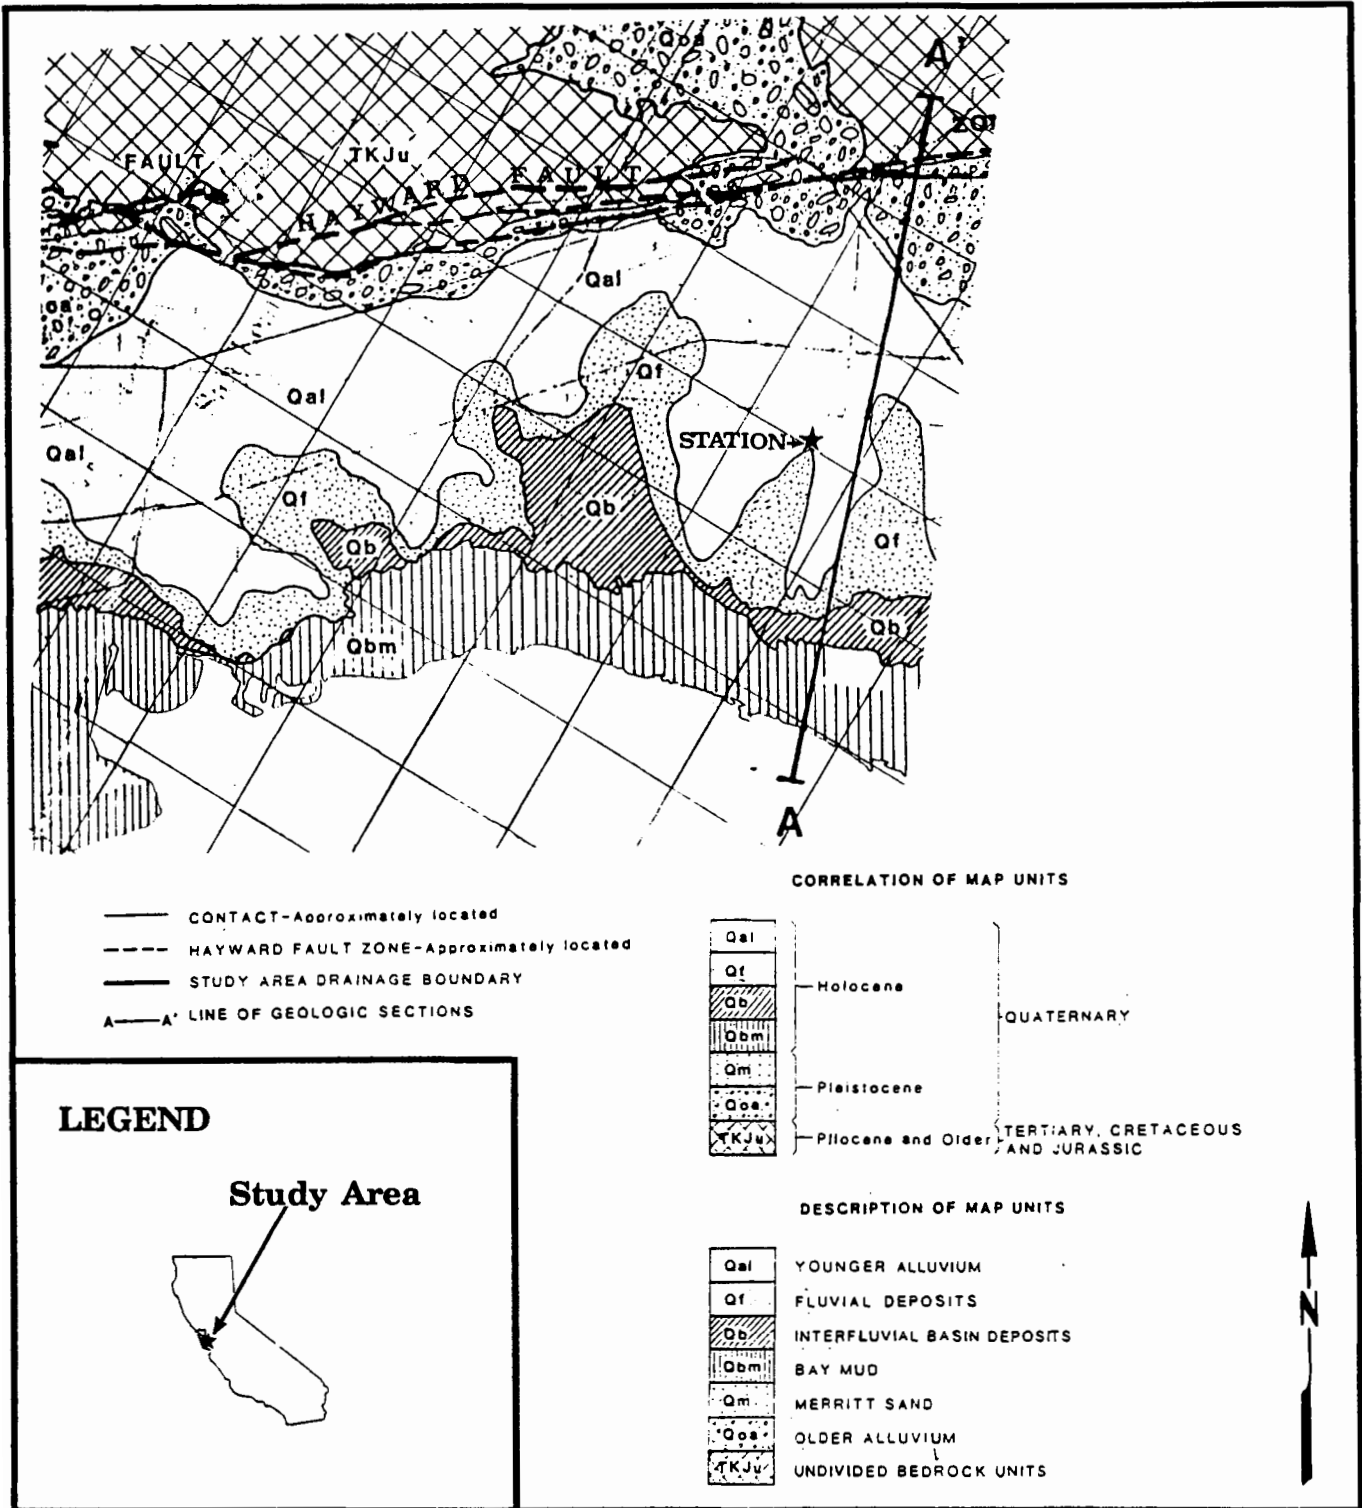 Qoa
A'
FAULT
TKJu
HAYWARD FAULT
Qal
oa
Qf
Qal
STATION
Qal
Qf
Qb
Qb
Qf
Qb
Qbm
A
CORRELATION OF MAP UNITS
CONTACT-Approximately located
HAYWARD FAULT ZONE-Approximately located
STUDY AREA DRAINAGE BOUNDARY
A A' LINE OF GEOLOGIC SECTIONS
Qal
Qf
Qb
Qbm
Qm
Qoa
TKJu
Holocene
Pleistocene
Pliocene and Older
QUATERNARY
TERTIARY, CRETACEOUS
AND JURASSIC
LEGEND
Study Area
DESCRIPTION OF MAP UNITS
Qal YOUNGER ALLUVIUM
Qf FLUVIAL DEPOSITS
Qb INTERFLUVIAL BASIN DEPOSITS
Qbm BAY MUD
Qm MERRITT SAND
Qoa OLDER ALLUVIUM
TKJu UNDIVIDED BEDROCK UNITS
N